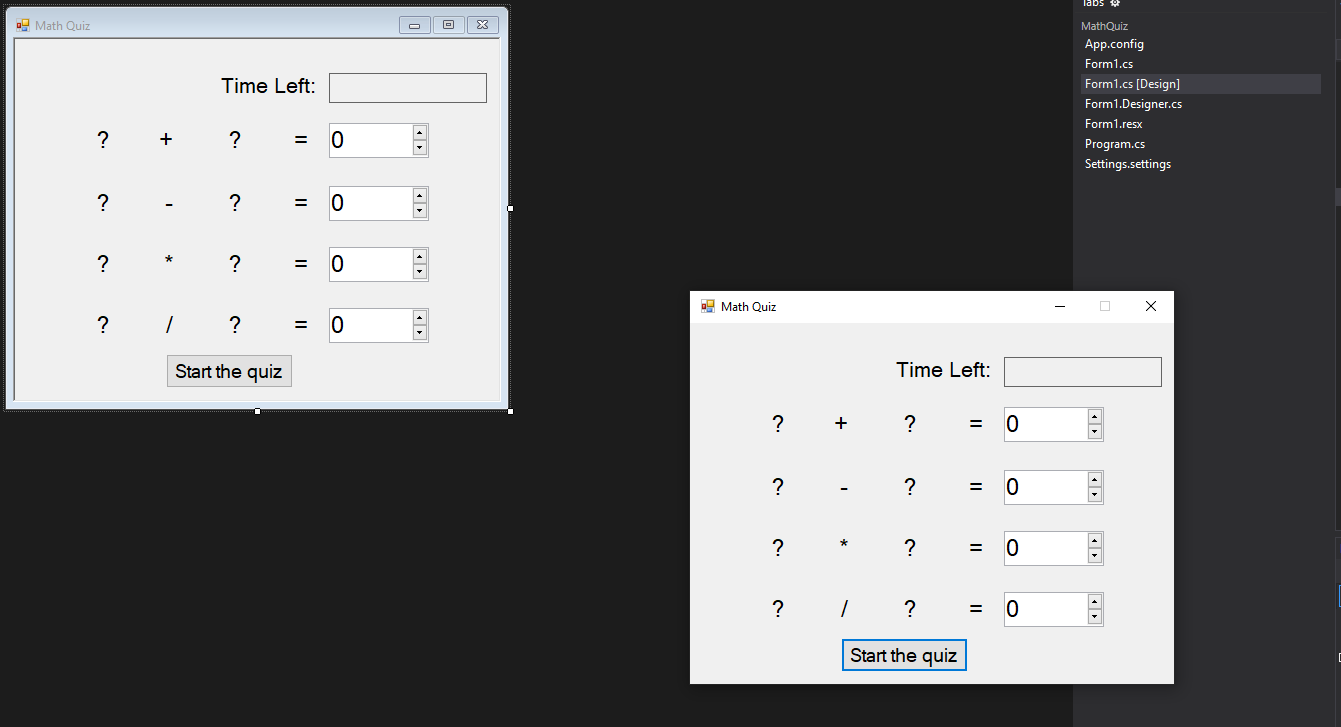 Math Quiz
Time Left:
? + ? = 0
? - ? = 0
? * ? = 0
? / ? = 0
Start the quiz
Tabs
MathQuiz
App.config
Form1.cs
Form1.cs [Design]
Form1.Designer.cs
Form1.resx
Program.cs
Settings.settings
Math Quiz
Time Left:
? + ? = 0
? - ? = 0
? * ? = 0
? / ? = 0
Start the quiz